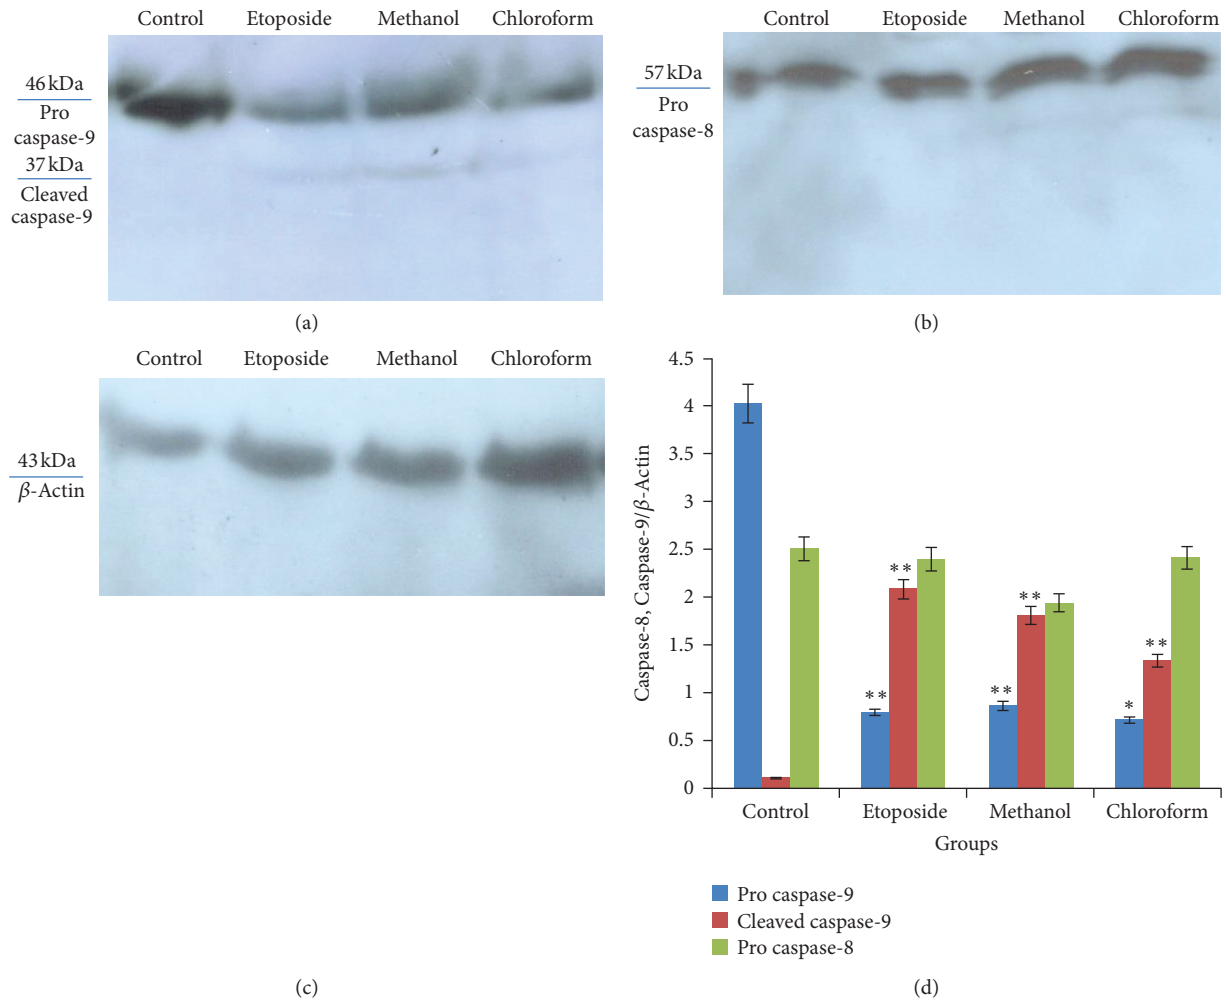 Control Etoposide Methanol Chloroform
46 kDa
Pro
caspase-9
37 kDa
Cleaved
caspase-9
(a)
Control Etoposide Methanol Chloroform
57 kDa
Pro
caspase-8
(b)
Control Etoposide Methanol Chloroform
43 kDa
β-Actin
(c)
Caspase-8, Caspase-9/β-Actin
4.5
4
3.5
3
2.5
2
1.5
1
0.5
0
** ** **
** ** *
Control Etoposide Methanol Chloroform
Groups
Pro caspase-9
Cleaved caspase-9
Pro caspase-8
(d)